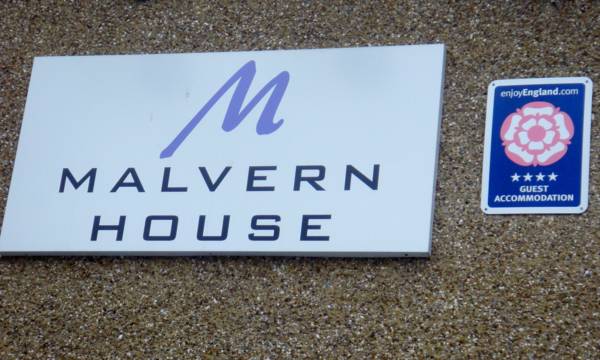 M
MALVERN
HOUSE
enjoyEngland.com
★★★★
GUEST
ACCOMMODATION